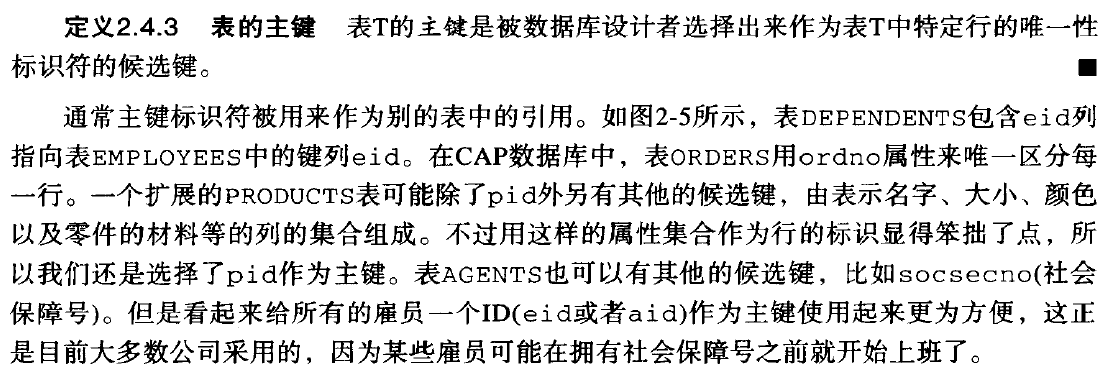 定义2.4.3 表的主键 表T的主键是被数据库设计者选择出来作为表T中特定行的唯一性
标识符的候选键。 ■
通常主键标识符被用来作为别的表中的引用。如图2-5所示，表DEPENDENTS包含eid列
指向表EMPLOYEES中的键列eid。在CAP数据库中，表ORDERS用ordno属性来唯一区分每
一行。一个扩展的PRODUCTS表可能除了pid外另有其他的候选键，由表示名字、大小、颜色
以及零件的材料等的列的集合组成。不过用这样的属性集合作为行的标识显得笨拙了点，所
以我们还是选择了pid作为主键。表AGENTS也可以有其他的候选键，比如socsecno(社会
保障号)。但是看起来给所有的雇员一个ID(eid或者aid)作为主键使用起来更为方便，这正
是目前大多数公司采用的，因为某些雇员可能在拥有社会保障号之前就开始上班了。